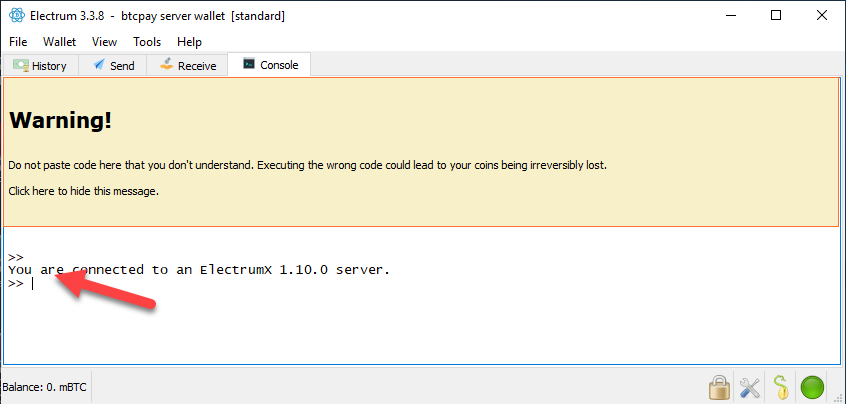 Electrum 3.3.8 - btcpay server wallet [standard]
File Wallet View Tools Help
History Send Receive Console
Warning!
Do not paste code here that you don't understand. Executing the wrong code could lead to your coins being irreversibly lost.
Click here to hide this message.
>>
You are connected to an ElectrumX 1.10.0 server.
>>
Balance: 0. mBTC